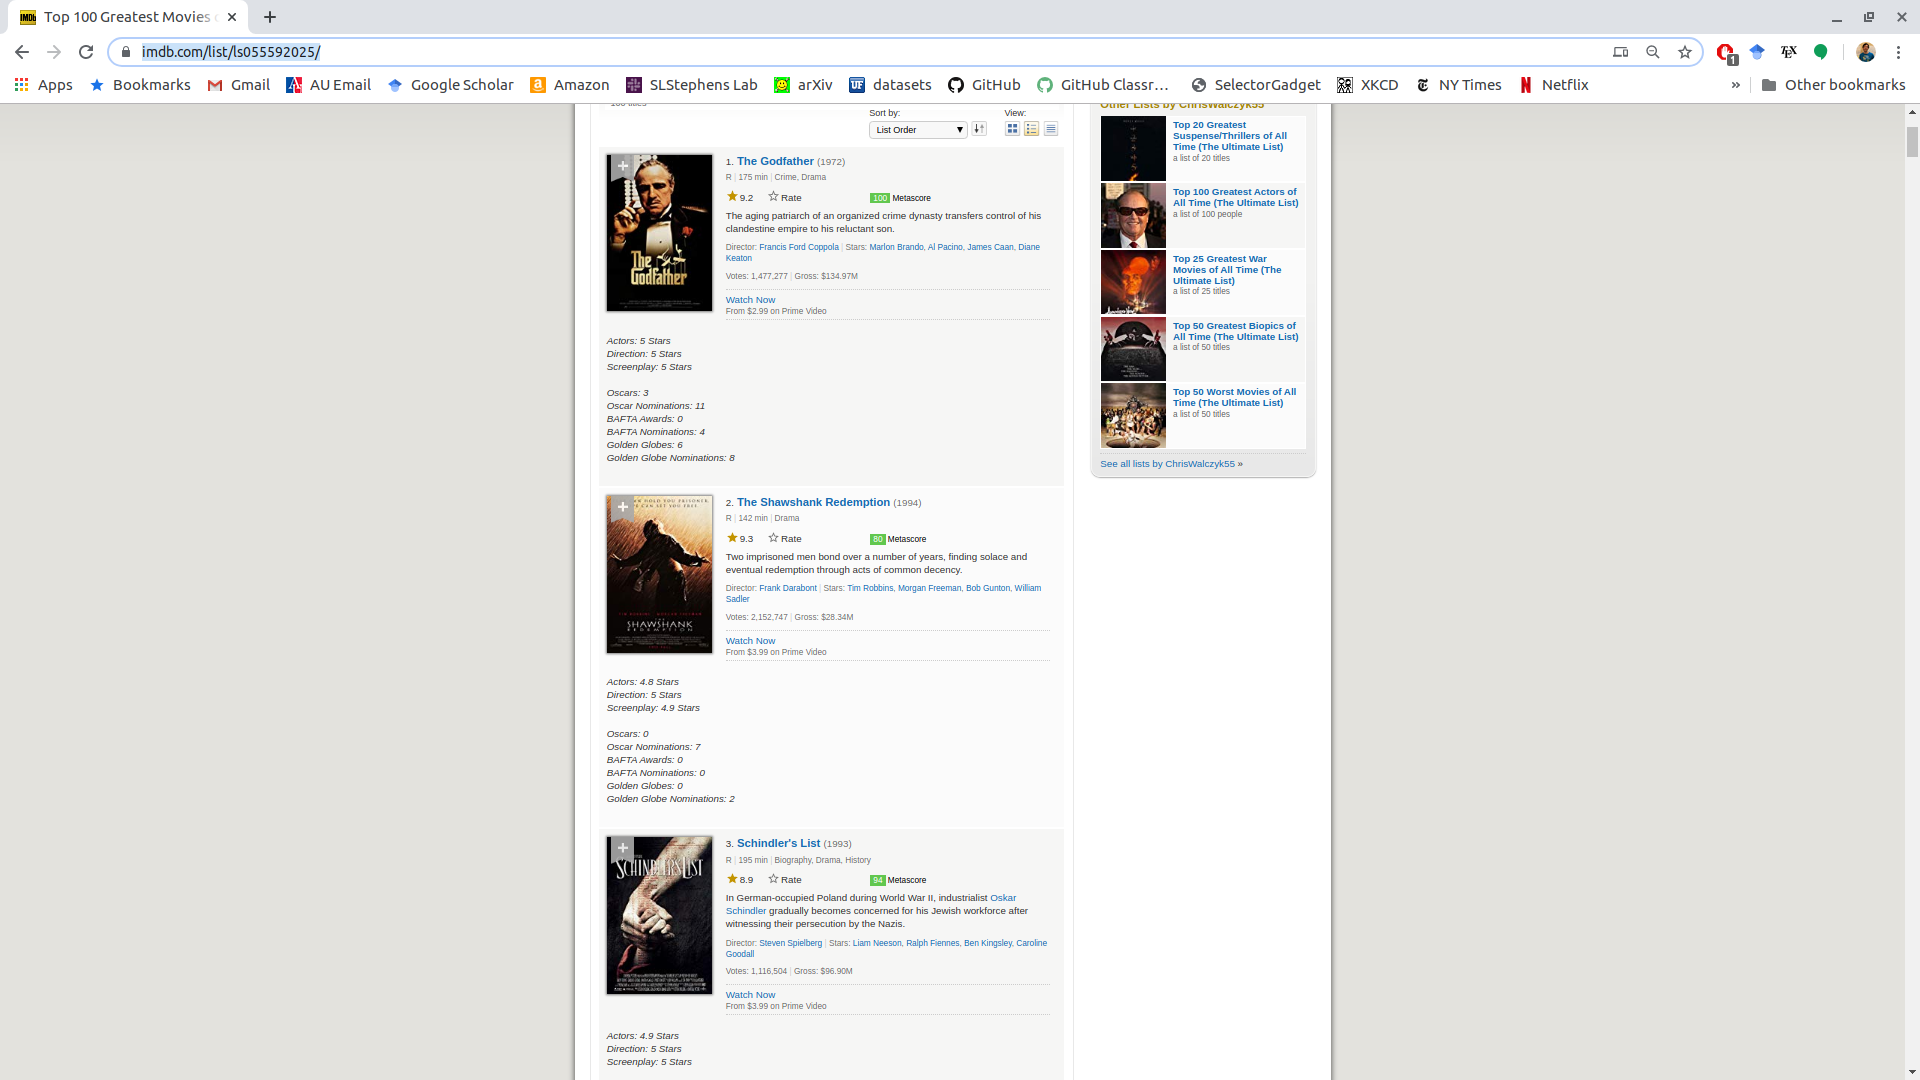 Top 100 Greatest Movies
imdb.com/list/ls055592025/
1
Apps
Bookmarks
Gmail
AU Email
Google Scholar
Amazon
SLStephens Lab
arXiv
datasets
GitHub
GitHub Classr...
SelectorGadget
XKCD
NY Times
Netflix
» Other bookmarks
100 titles
Sort by:
List Order
View:
1. The Godfather (1972)
R | 175 min | Crime, Drama
9.2 Rate 100 Metascore
The aging patriarch of an organized crime dynasty transfers control of his
clandestine empire to his reluctant son.
Director: Francis Ford Coppola | Stars: Marlon Brando, Al Pacino, James Caan, Diane
Keaton
Votes: 1,477,277 | Gross: $134.97M
Watch Now
From $2.99 on Prime Video
The
Godfather
Actors: 5 Stars
Direction: 5 Stars
Screenplay: 5 Stars
Oscars: 3
Oscar Nominations: 11
BAFTA Awards: 0
BAFTA Nominations: 4
Golden Globes: 6
Golden Globe Nominations: 8
2. The Shawshank Redemption (1994)
R | 142 min | Drama
9.3 Rate 80 Metascore
Two imprisoned men bond over a number of years, finding solace and
eventual redemption through acts of common decency.
Director: Frank Darabont | Stars: Tim Robbins, Morgan Freeman, Bob Gunton, William
Sadler
Votes: 2,152,747 | Gross: $28.34M
Watch Now
From $3.99 on Prime Video
SHAWSHANK
REDEMPTION
Actors: 4.8 Stars
Direction: 5 Stars
Screenplay: 4.9 Stars
Oscars: 0
Oscar Nominations: 7
BAFTA Awards: 0
BAFTA Nominations: 0
Golden Globes: 0
Golden Globe Nominations: 2
3. Schindler's List (1993)
R | 195 min | Biography, Drama, History
8.9 Rate 94 Metascore
In German-occupied Poland during World War II, industrialist Oskar
Schindler gradually becomes concerned for his Jewish workforce after
witnessing their persecution by the Nazis.
Director: Steven Spielberg | Stars: Liam Neeson, Ralph Fiennes, Ben Kingsley, Caroline
Goodall
Votes: 1,116,504 | Gross: $96.90M
Watch Now
From $3.99 on Prime Video
SCHINDLER'S LIST
Actors: 4.9 Stars
Direction: 5 Stars
Screenplay: 5 Stars
Other Lists by ChrisWalczyk55
Top 20 Greatest
Suspense/Thrillers of All
Time (The Ultimate List)
a list of 20 titles
Top 100 Greatest Actors of
All Time (The Ultimate List)
a list of 100 people
Top 25 Greatest War
Movies of All Time (The
Ultimate List)
a list of 25 titles
Top 50 Greatest Biopics of
All Time (The Ultimate List)
a list of 50 titles
Top 50 Worst Movies of All
Time (The Ultimate List)
a list of 50 titles
See all lists by ChrisWalczyk55 »